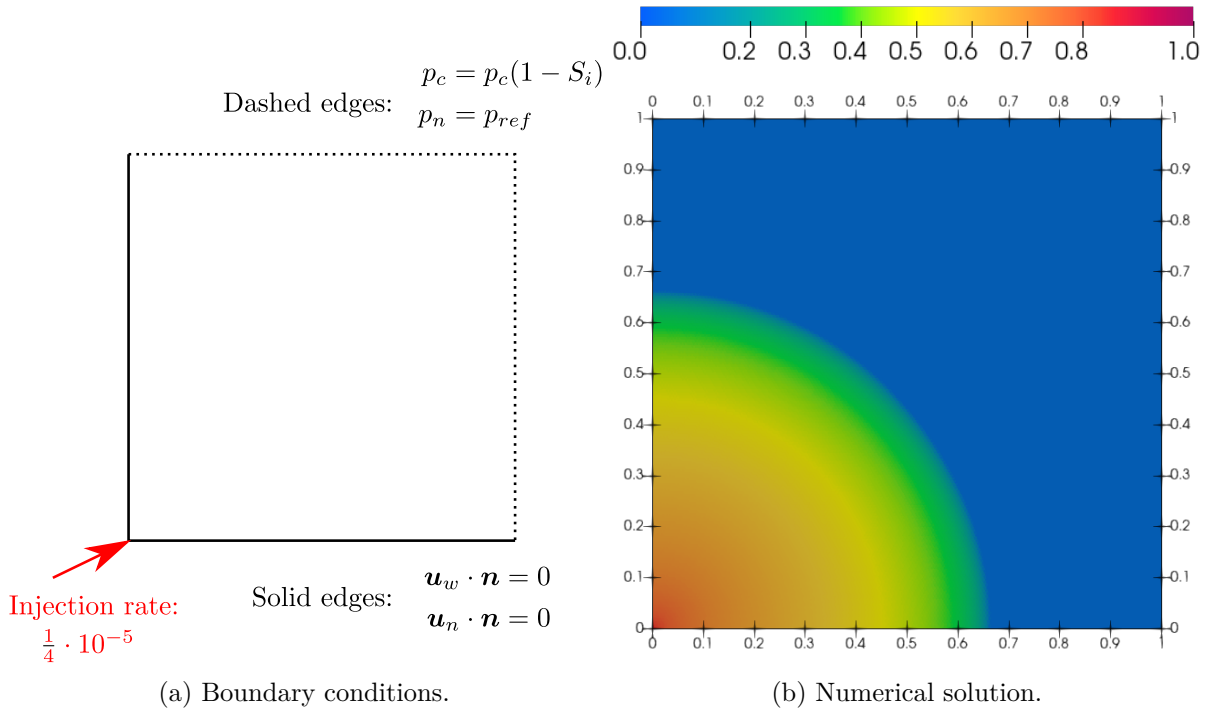 p_c = p_c(1 − S_i)
Dashed edges:
p_n = p_{ref}
Injection rate:
\frac{1}{4} · 10^{−5}
Solid edges:
u_w · n = 0
u_n · n = 0
(a) Boundary conditions.
0.0 0.2 0.3 0.4 0.5 0.6 0.7 0.8 1.0
0 0.1 0.2 0.3 0.4 0.5 0.6 0.7 0.8 0.9 1
1 1
0.9 0.9
0.8 0.8
0.7 0.7
0.6 0.6
0.5 0.5
0.4 0.4
0.3 0.3
0.2 0.2
0.1 0.1
0 0
0 0.1 0.2 0.3 0.4 0.5 0.6 0.7 0.8 0.9 1
(b) Numerical solution.